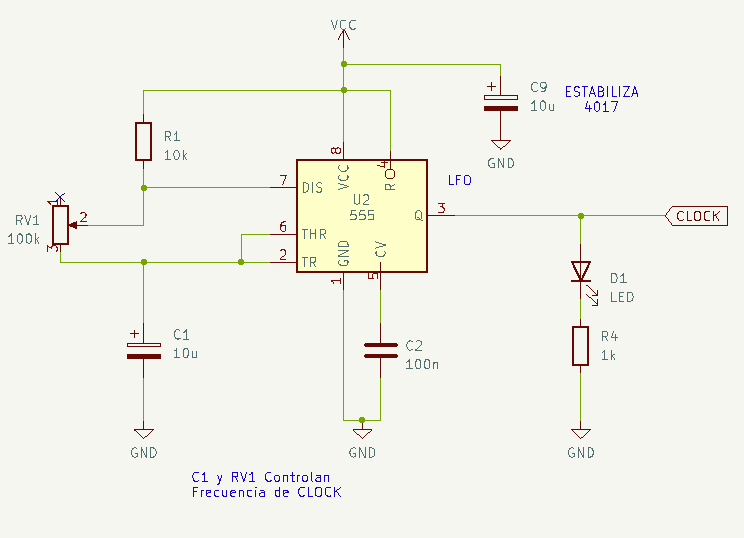 VCC
C9
10u
ESTABILIZA
4017
GND
R1
10k
8
4
VCC
R
LFO
7
DIS
U2
555
RV1
100k
1
2
3
6
THR
2
TR
GND
CV
Q
3
CLOCK
1
5
D1
LED
C1
10u
C2
100n
R4
1k
GND
GND
GND
C1 y RV1 Controlan
Frecuencia de CLOCK